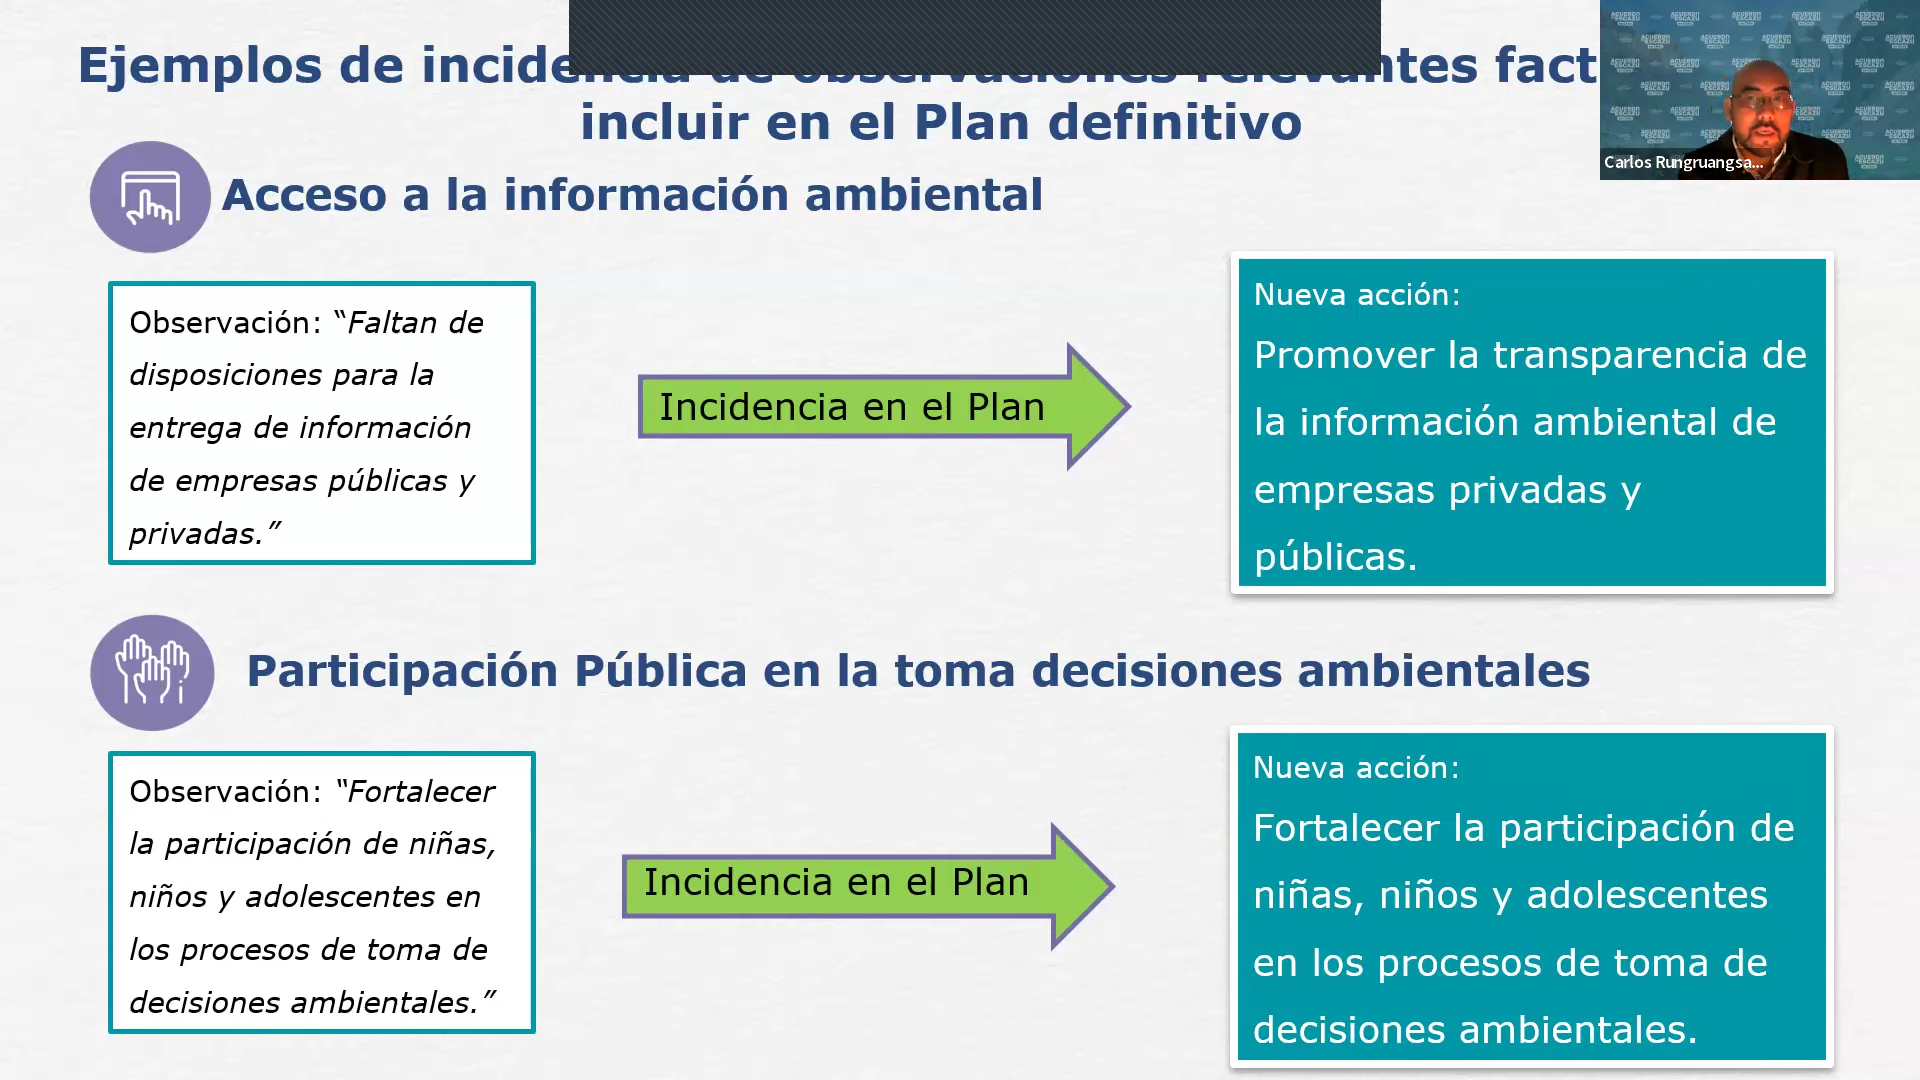 Ejemplos de incidencia de observaciones relevantes fact
incluir en el Plan definitivo
Carlos Rungruangsa...
Acceso a la información ambiental
Observación: “Faltan de
disposiciones para la
entrega de información
de empresas públicas y
privadas.”
Incidencia en el Plan
Nueva acción:
Promover la transparencia de
la información ambiental de
empresas privadas y
públicas.
Participación Pública en la toma decisiones ambientales
Observación: “Fortalecer
la participación de niñas,
niños y adolescentes en
los procesos de toma de
decisiones ambientales.”
Incidencia en el Plan
Nueva acción:
Fortalecer la participación de
niñas, niños y adolescentes
en los procesos de toma de
decisiones ambientales.